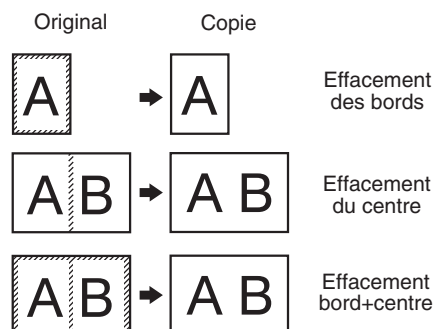 Original Copie
A A Effacement
des bords
A B A B Effacement
du centre
A B A B Effacement
bord+centre